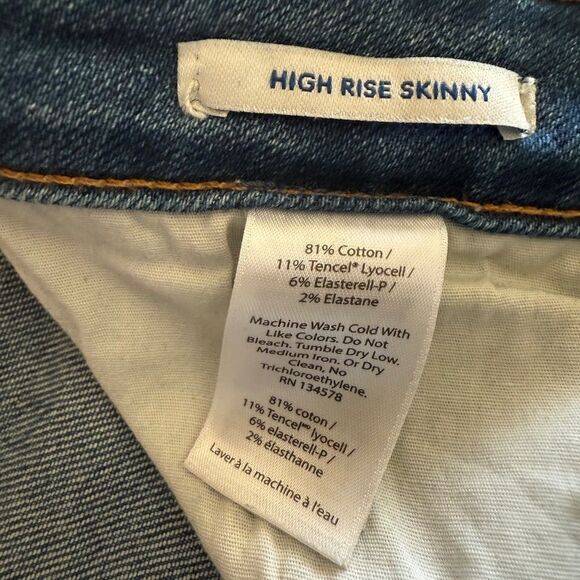 HIGH RISE SKINNY
81% Cotton /
11% Tencel® Lyocell /
6% Elasterell-P /
2% Elastane
Machine Wash Cold With
Like Colors. Do Not
Bleach. Tumble Dry Low.
Medium Iron. Or Dry
Clean, No
Trichloroethylene.
RN 134578
81% coton /
11% Tencel® lyocell /
6% elasterell-P /
2% élasthanne
Laver à la machine à l'eau